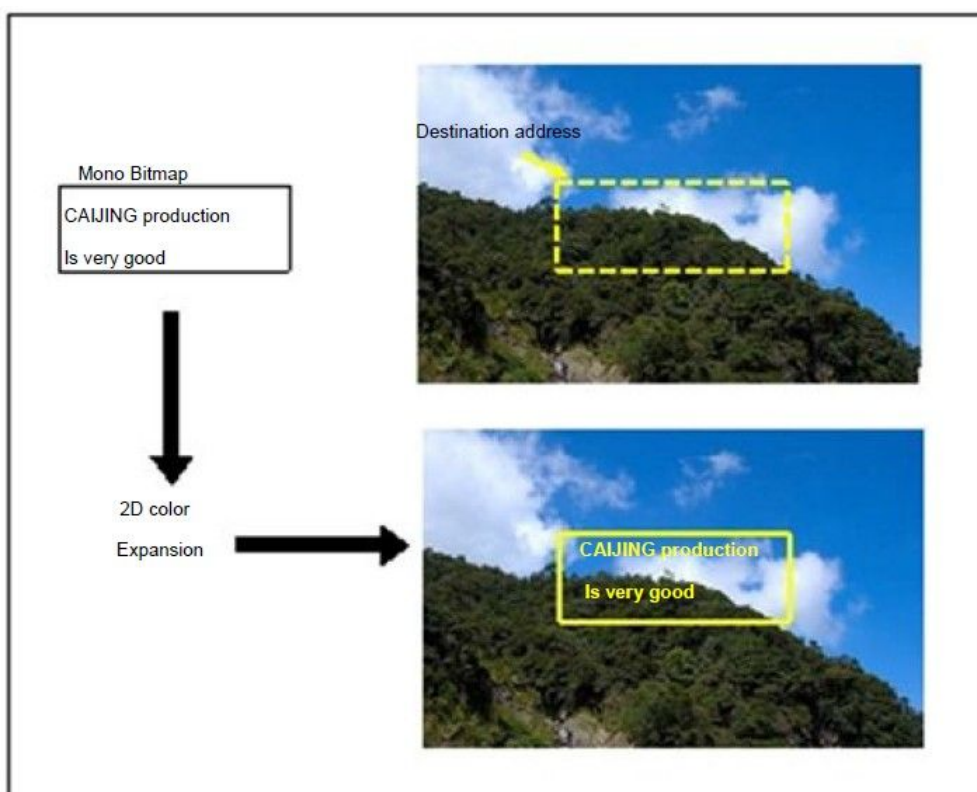 Destination address
Mono Bitmap
CAIJING production
Is very good
2D color
Expansion
CAIJING production
Is very good